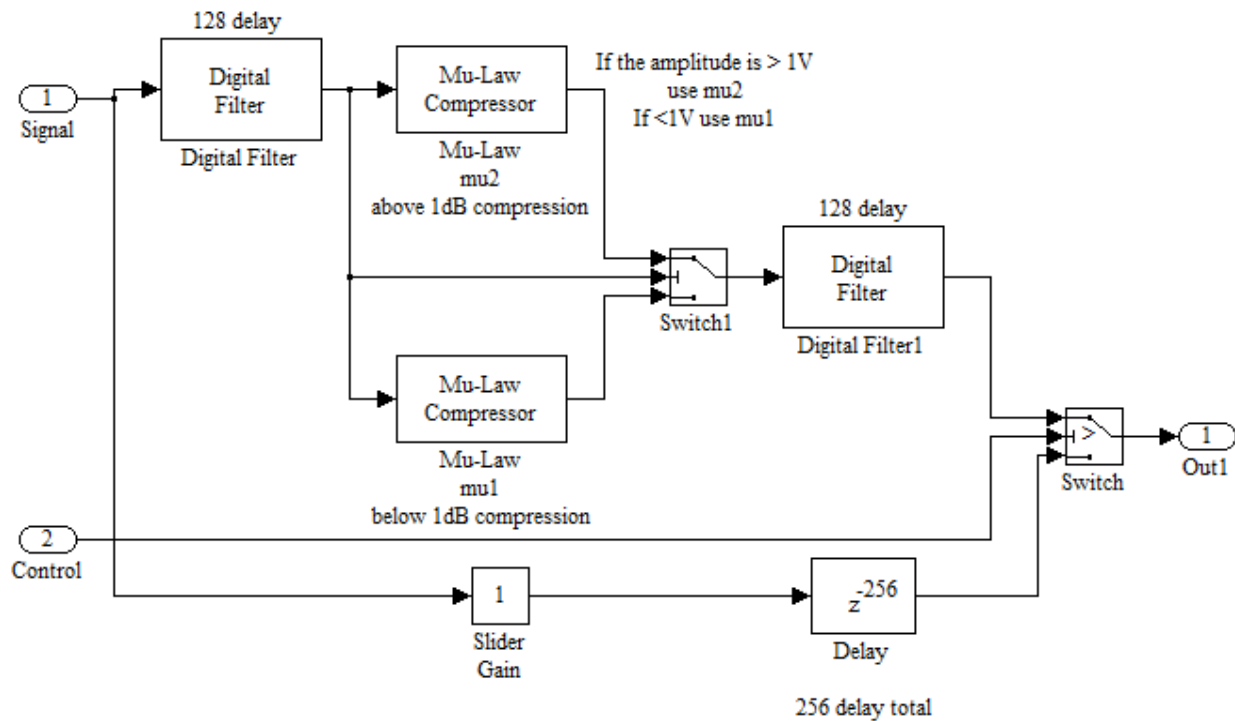 128 delay
Digital
Filter
Digital Filter
Mu-Law
Compressor
Mu-Law
mu2
above 1dB compression
If the amplitude is > 1V
use mu2
If <1V use mu1
1
Signal
128 delay
Digital
Filter
Digital Filter1
Switch1
Mu-Law
Compressor
Mu-Law
mu1
below 1dB compression
>
Switch
1
Out1
2
Control
1
Slider
Gain
z-256
Delay
256 delay total